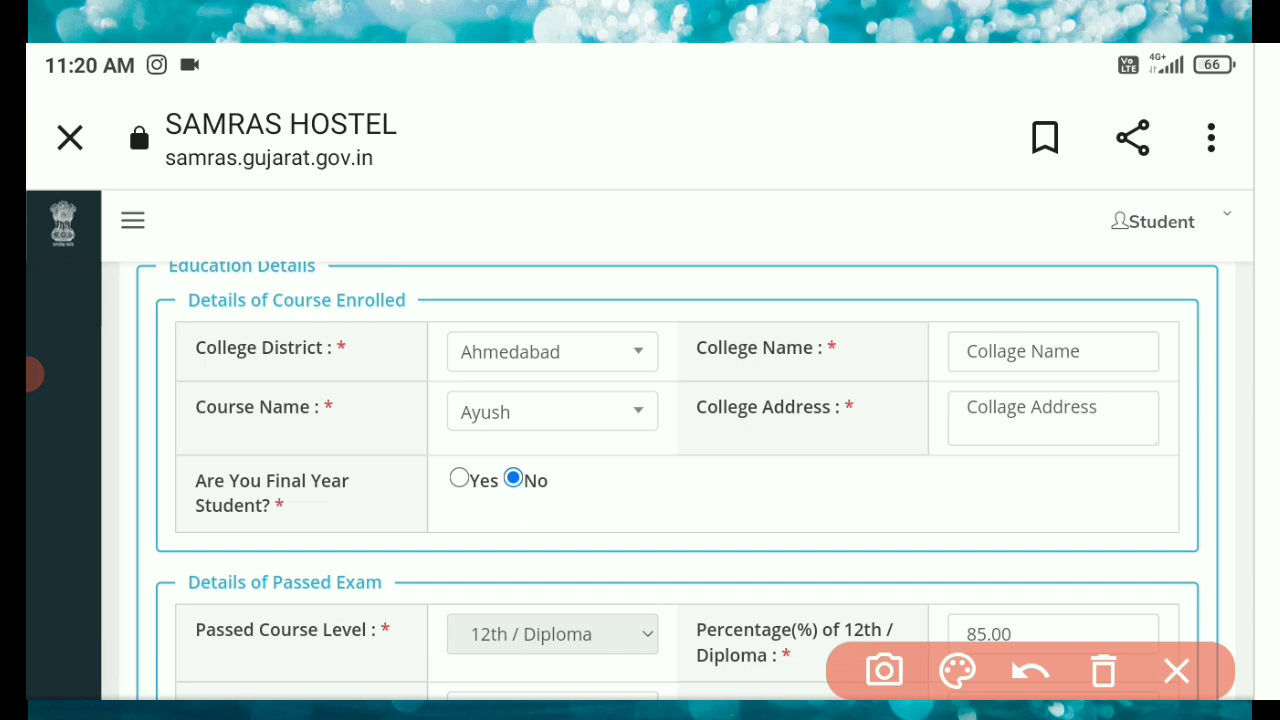 11:20 AM
Vo LTE 4G+ 66
SAMRAS HOSTEL
samras.gujarat.gov.in
Student
Education Details
Details of Course Enrolled
College District : * Ahmedabad College Name : * Collage Name
Course Name : * Ayush College Address : * Collage Address
Are You Final Year
Student? * Yes No
Details of Passed Exam
Passed Course Level : * 12th / Diploma Percentage(%) of 12th / 85.00
Diploma : *